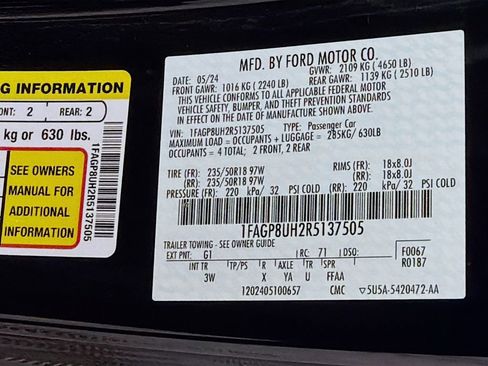 NG INFORMATION
ONT: 2 REAR: 2
kg or 630 lbs.
SEE OWNERS
MANUAL FOR
ADDITIONAL
INFORMATION
1FAGP8UH2R5137505
MFD. BY FORD MOTOR CO.
05/24 GVWR: 2109 KG ( 4650 LB)
FRONT GAWR: 1016 KG ( 2240 LB) REAR GAWR: 1139 KG ( 2510 LB)
THIS VEHICLE CONFORMS TO ALL APPLICABLE FEDERAL MOTOR
VEHICLE SAFETY, BUMPER, AND THEFT PREVENTION STANDARDS
IN EFFECT ON THE DATE OF MANUFACTURE SHOWN ABOVE.
VIN: 1FAGP8UH2R5137505 TYPE: Passenger Car
MAXIMUM LOAD = OCCUPANTS + LUGGAGE = 285KG/ 630LB
OCCUPANTS = 4 TOTAL; 2 FRONT, 2 REAR
TIRE (FR): 235/50R18 97W RIMS (FR): 18x8.0J
(RR): 235/50R18 97W (RR): 18x8.0J
PRESSURE (FR): 220 kPa/ 32 PSI COLD (RR): 220 kPa/ 32 PSI COLD
1FAGP8UH2R5137505
TRAILER TOWING - SEE OWNER GUIDE
EXT PNT: G1 RC: 71 DSO: F0067
INT TR TP/PS R AXLE TR SPR R0187
3W X YA U FFAA
1202405100657 CMC ▽5U5A-5420472-AA